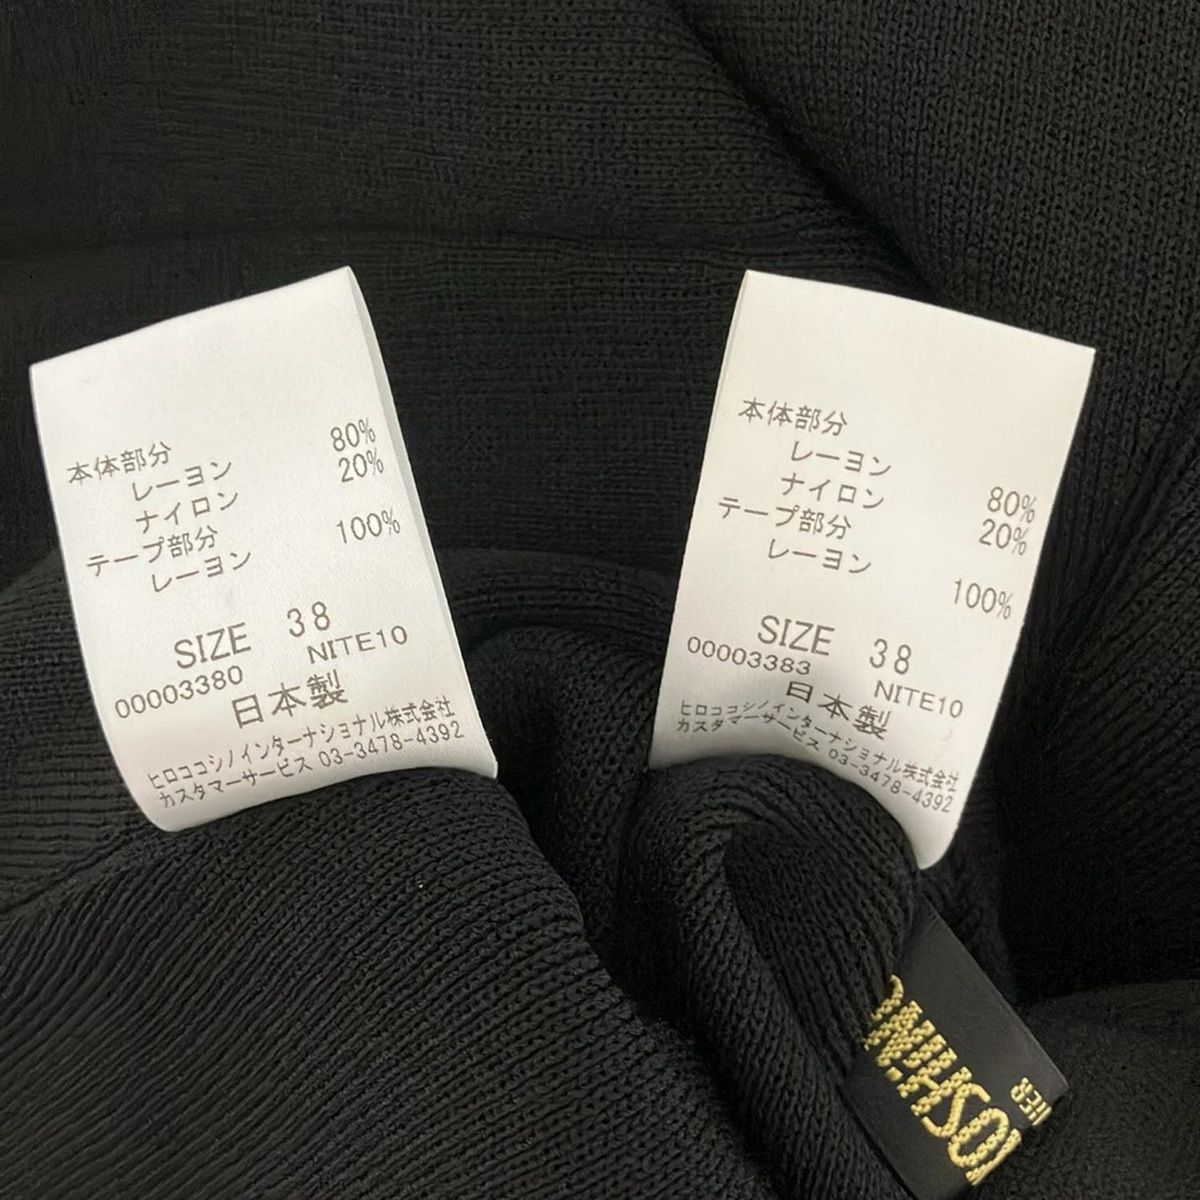 本体部分
レーヨン 80%
ナイロン 20%
テープ部分
レーヨン 100%
SIZE 38
00003380 NITE10
日本製
ヒロココシノインターナショナル株式会社
カスタマーサービス 03-3478-4392
本体部分
レーヨン 80%
ナイロン 20%
テープ部分
レーヨン 100%
SIZE 38
00003383 NITE10
日本製
ヒロココシノインターナショナル株式会社
カスタマーサービス 03-3478-4392